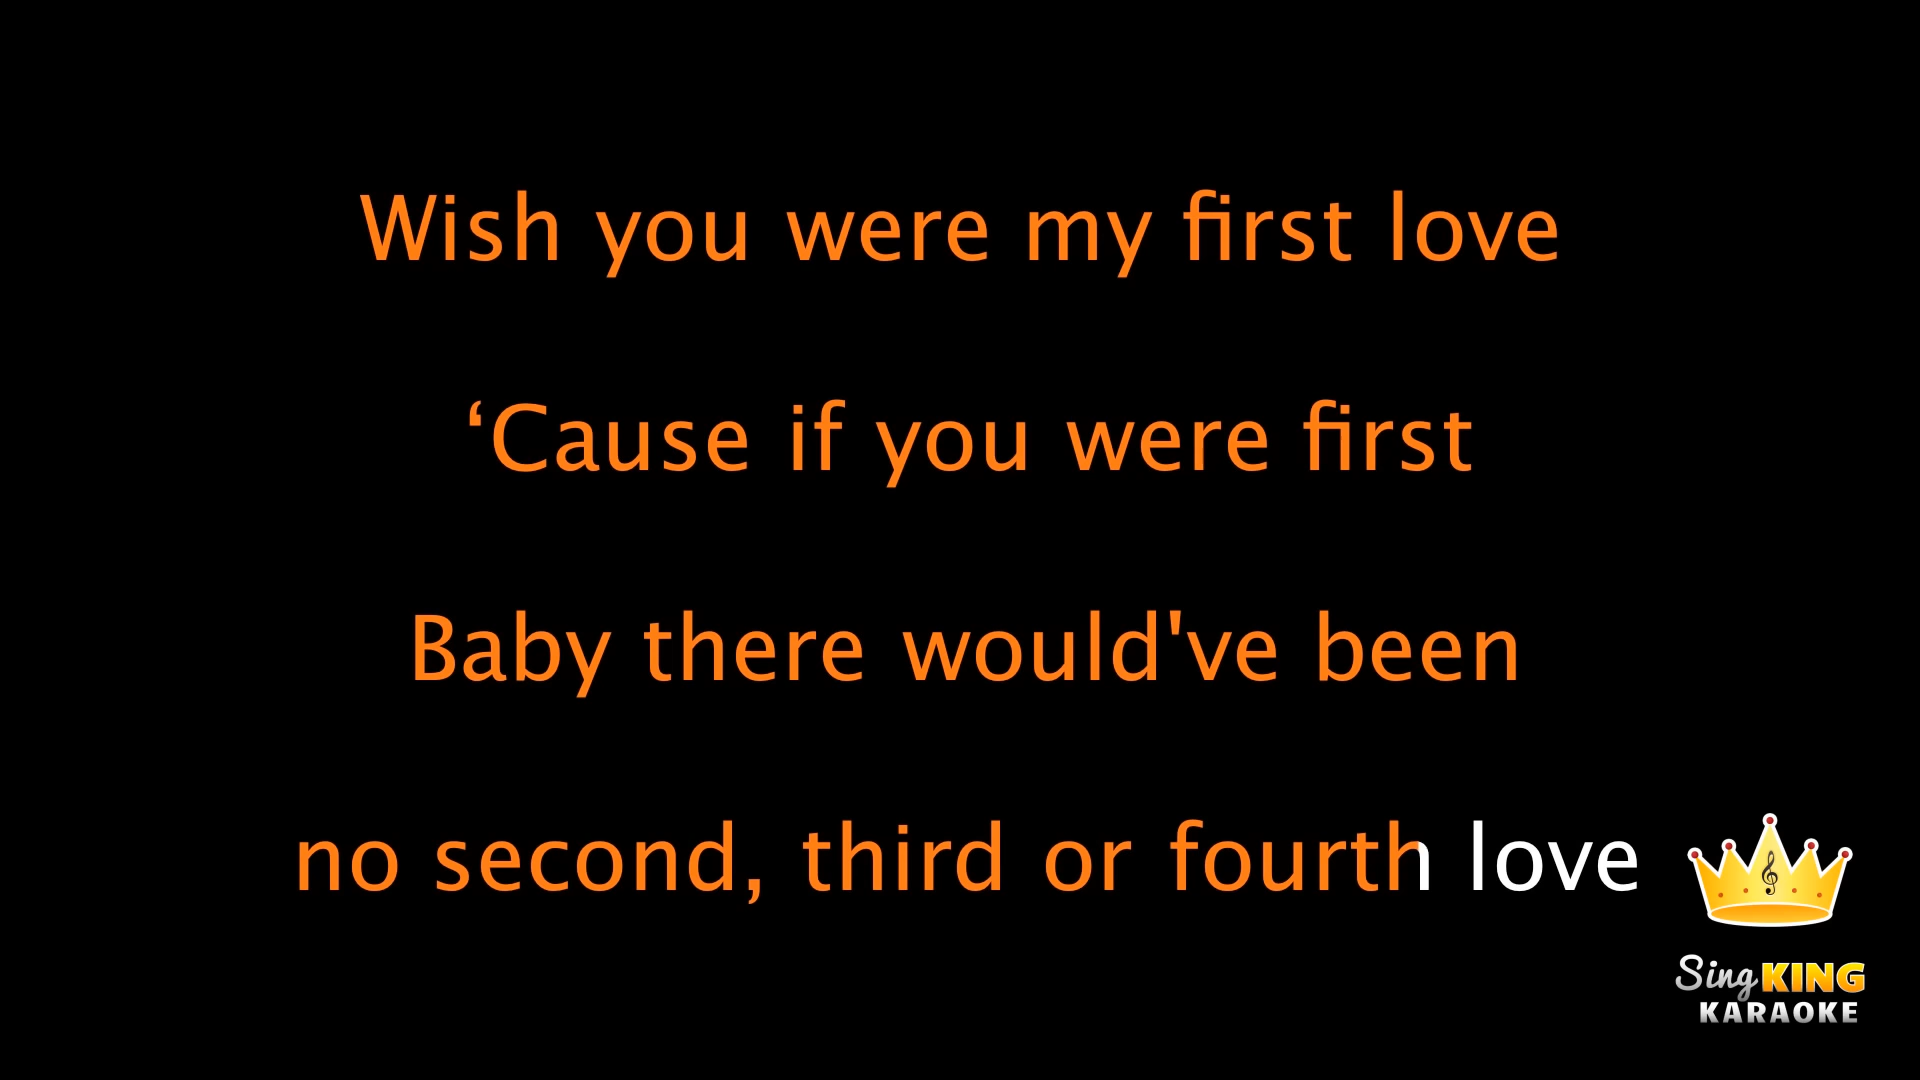 Wish you were my first love
‘Cause if you were first
Baby there would've been
no second, third or fourth love
Sing KING
KARAOKE